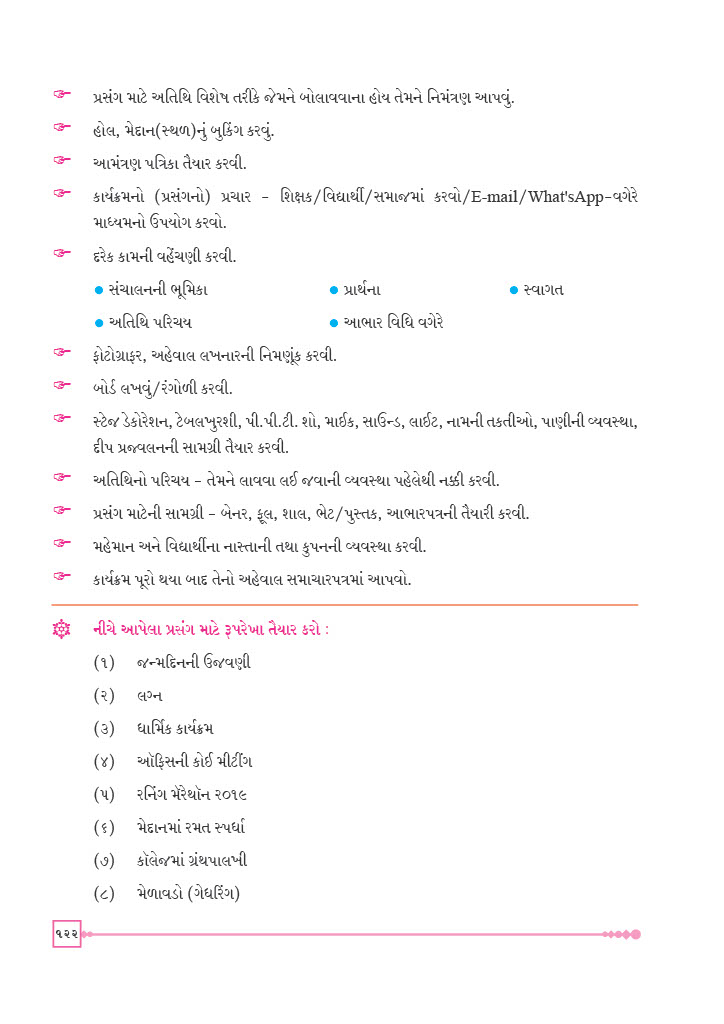 પ્રસંગ માટે અતિથિ વિશેષ તરીકે જેમને બોલાવવાના હોય તેમને નિમંત્રણ આપવું.
હોલ, મેદાન(સ્થળ)નું બુકિંગ કરવું.
આમંત્રણ પત્રિકા તૈયાર કરવી.
કાર્યક્રમનો (પ્રસંગનો) પ્રચાર - શિક્ષક/વિદ્યાર્થી/સમાજમાં કરવો/E-mail/What'sApp-વગેરે
માધ્યમનો ઉપયોગ કરવો.
દરેક કામની વહેંચણી કરવી.
• સંચાલનની ભૂમિકા • પ્રાર્થના • સ્વાગત
• અતિથિ પરિચય • આભાર વિધિ વગેરે
ફોટોગ્રાફર, અહેવાલ લખનારની નિમણૂંક કરવી.
બોર્ડ લખવું/રંગોળી કરવી.
સ્ટેજ ડેકોરેશન, ટેબલખુરશી, પી.પી.ટી. શો, માઈક, સાઉન્ડ, લાઈટ, નામની તકતીઓ, પાણીની વ્યવસ્થા,
દીપ પ્રજ્વલનની સામગ્રી તૈયાર કરવી.
અતિથિનો પરિચય - તેમને લાવવા લઈ જવાની વ્યવસ્થા પહેલેથી નક્કી કરવી.
પ્રસંગ માટેની સામગ્રી - બેનર, ફૂલ, શાલ, ભેટ/પુસ્તક, આભારપત્રની તૈયારી કરવી.
મહેમાન અને વિદ્યાર્થીના નાસ્તાની તથા કુપનની વ્યવસ્થા કરવી.
કાર્યક્રમ પૂરો થયા બાદ તેનો અહેવાલ સમાચારપત્રમાં આપવો.
નીચે આપેલા પ્રસંગ માટે રૂપરેખા તૈયાર કરો :
(૧) જન્મદિનની ઉજવણી
(૨) લગ્ન
(૩) ધાર્મિક કાર્યક્રમ
(૪) ઑફિસની કોઈ મીટીંગ
(૫) રનિંગ મૅરેથૉન ૨૦૧૯
(૬) મેદાનમાં રમત સ્પર્ધા
(૭) કૉલેજમાં ગ્રંથપાલખી
(૮) મેળાવડો (ગેધરિંગ)
૧૨૨